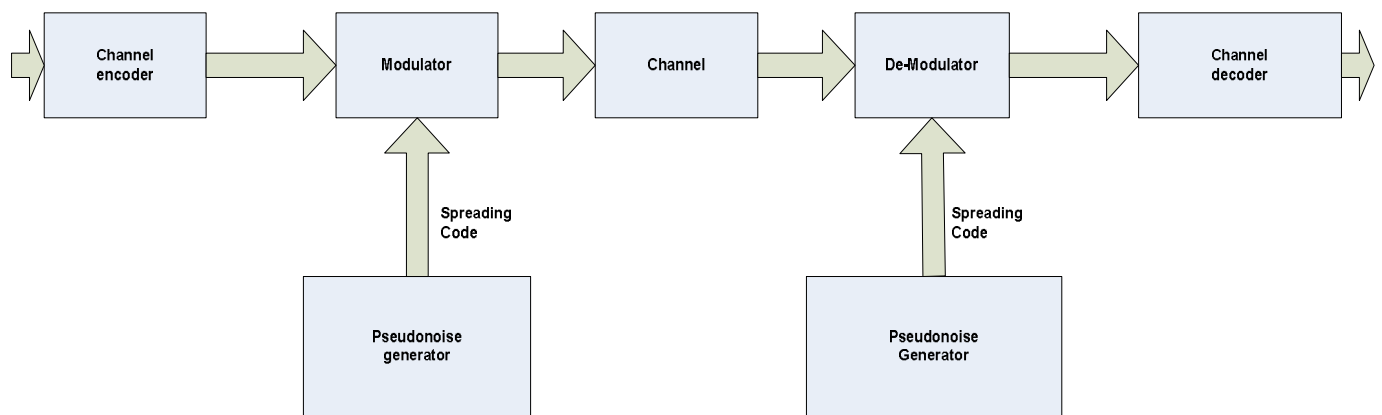 Channel
encoder
Modulator
Channel
De-Modulator
Channel
decoder
Spreading
Code
Spreading
Code
Pseudonoise
generator
Pseudonoise
Generator